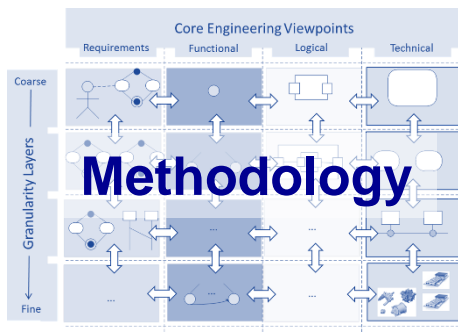 Core Engineering Viewpoints
Requirements Functional Logical Technical
Coarse
Granularity Layers
Methodology
...
...
...
...
Fine